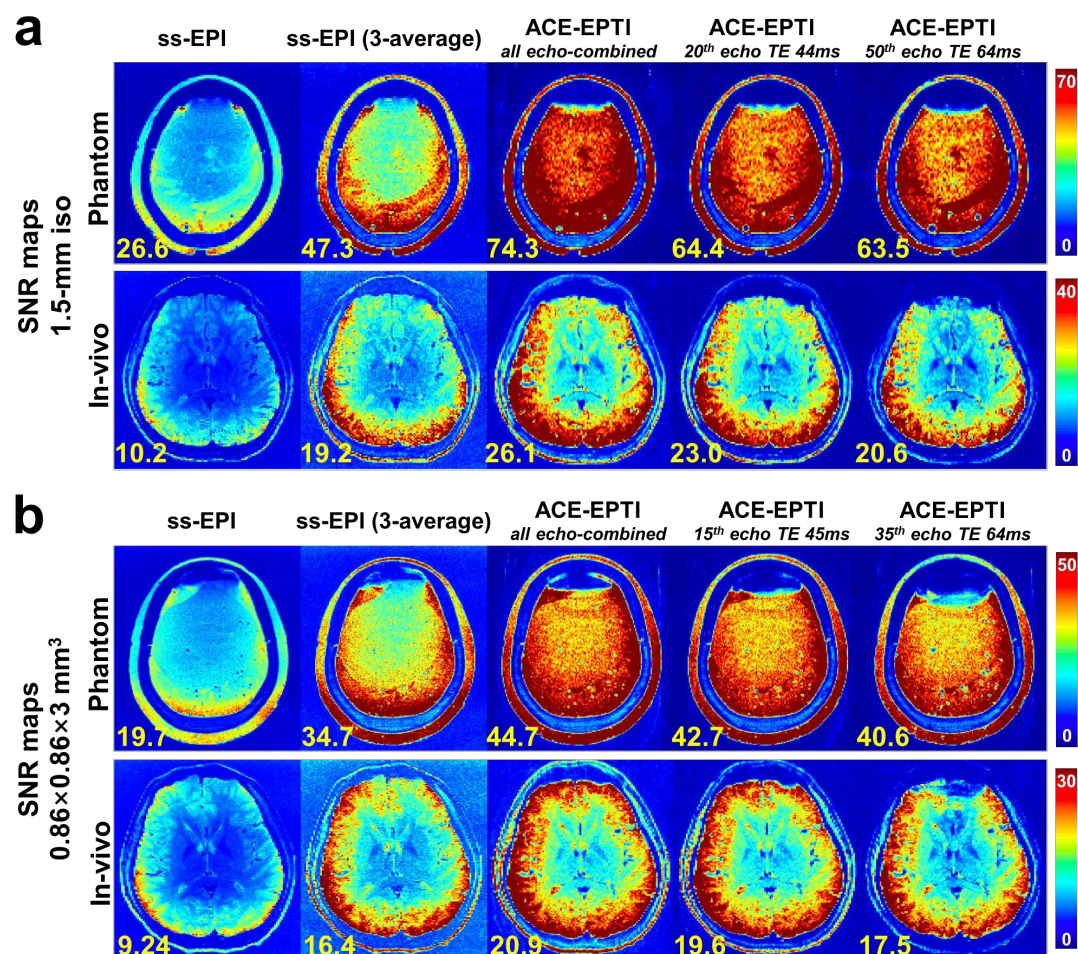 a
ss-EPI
ss-EPI (3-average)
ACE-EPTI
all echo-combined
ACE-EPTI
20th echo TE 44ms
ACE-EPTI
50th echo TE 64ms
SNR maps
1.5-mm iso
Phantom
26.6
47.3
74.3
64.4
63.5
70
0
In-vivo
10.2
19.2
26.1
23.0
20.6
40
0
b
ss-EPI
ss-EPI (3-average)
ACE-EPTI
all echo-combined
ACE-EPTI
15th echo TE 45ms
ACE-EPTI
35th echo TE 64ms
SNR maps
0.86×0.86×3 mm³
Phantom
19.7
34.7
44.7
42.7
40.6
50
0
In-vivo
9.24
16.4
20.9
19.6
17.5
30
0